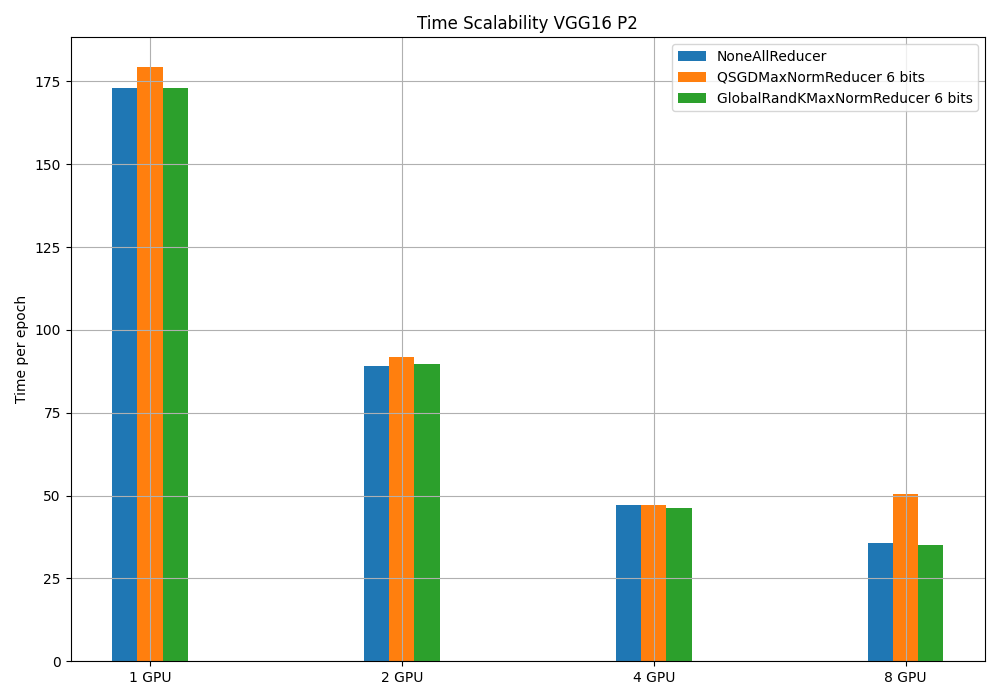 Time Scalability VGG16 P2
NoneAllReducer
QSGDMaxNormReducer 6 bits
GlobalRandKMaxNormReducer 6 bits
Time per epoch
175
150
125
100
75
50
25
0
1 GPU
2 GPU
4 GPU
8 GPU